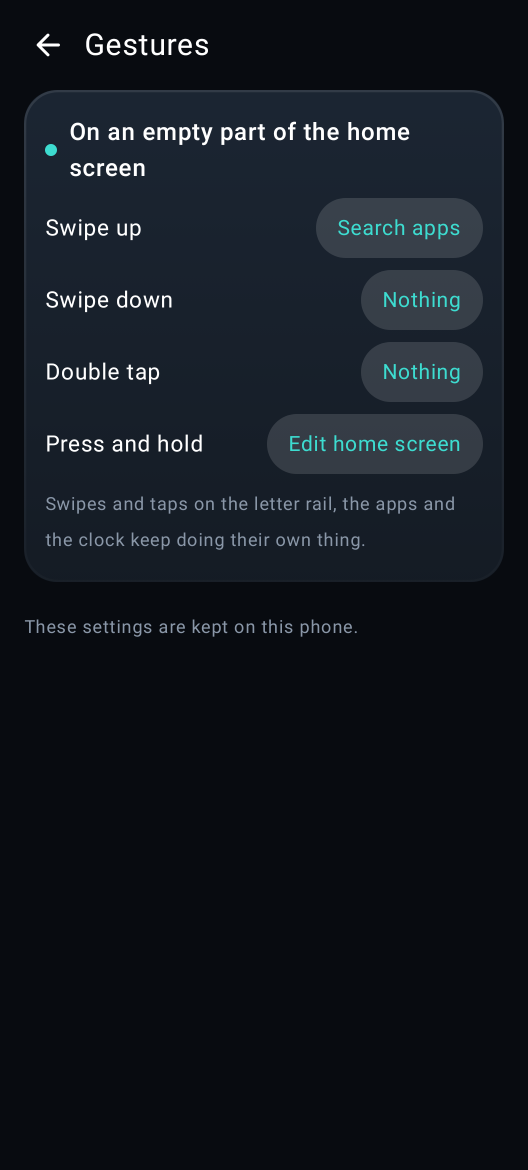 Gestures
On an empty part of the home
screen
Swipe up
Search apps
Swipe down
Nothing
Double tap
Nothing
Press and hold
Edit home screen
Swipes and taps on the letter rail, the apps and
the clock keep doing their own thing.
These settings are kept on this phone.